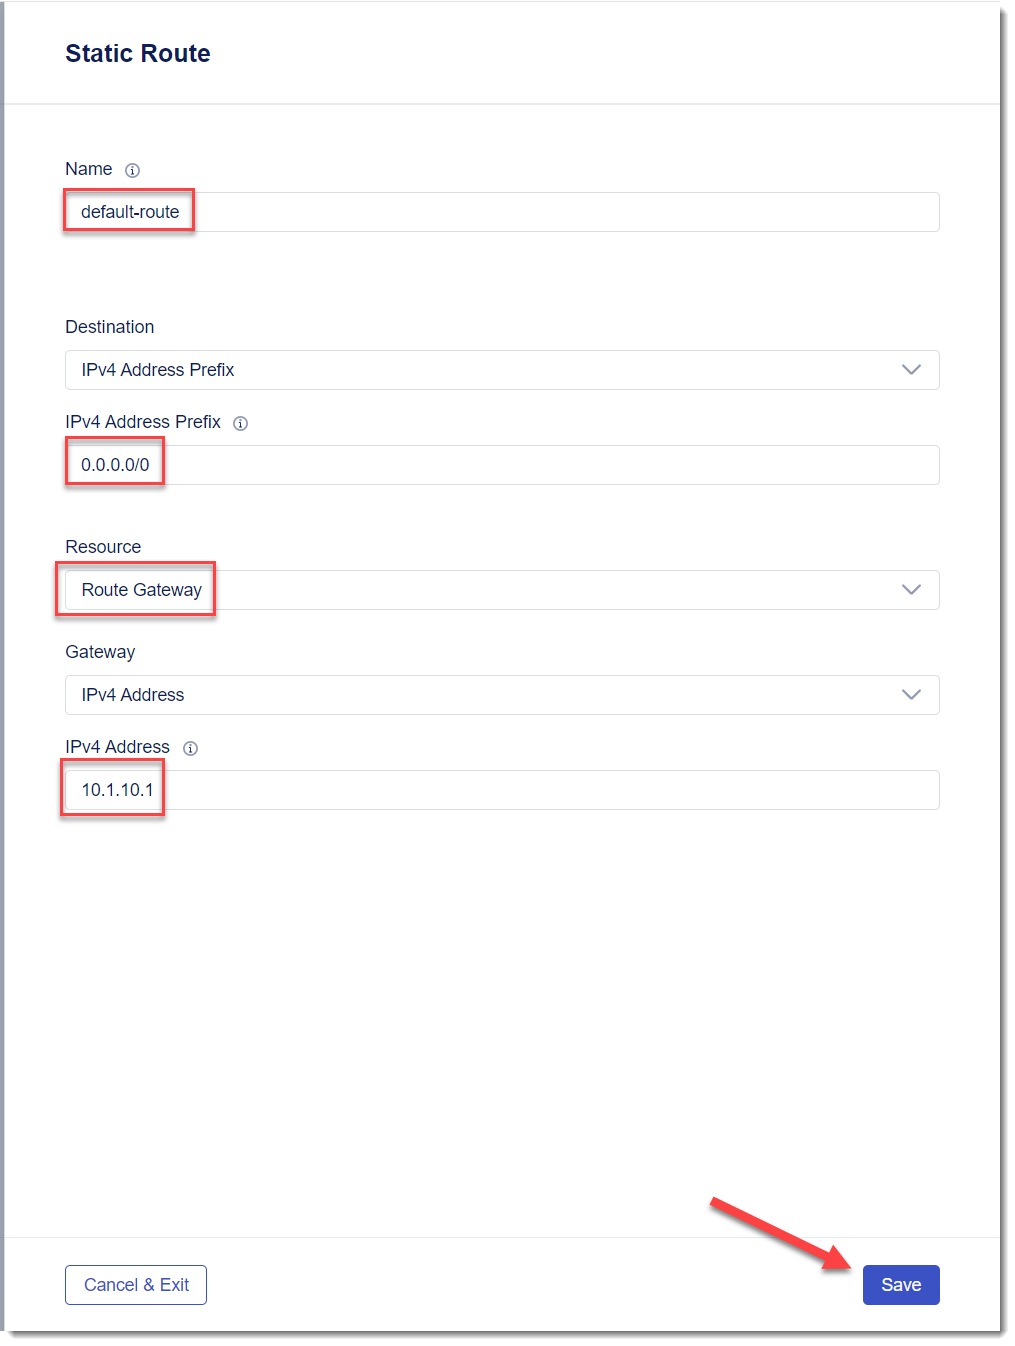 Static Route
Name
default-route
Destination
IPv4 Address Prefix
IPv4 Address Prefix
0.0.0.0/0
Resource
Route Gateway
Gateway
IPv4 Address
IPv4 Address
10.1.10.1
Cancel & Exit
Save